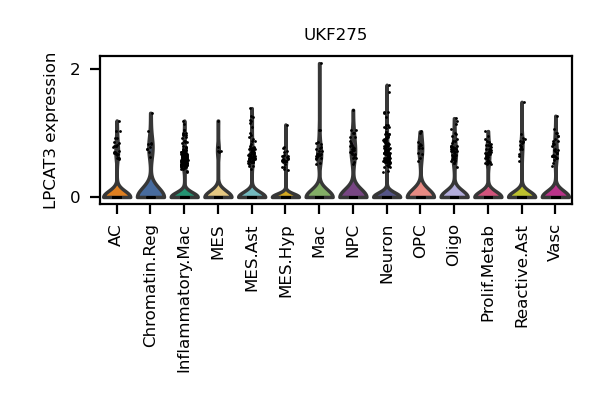 UKF275
LPCAT3 expression
2
0
AC
Chromatin.Reg
Inflammatory.Mac
MES
MES.Ast
MES.Hyp
Mac
NPC
Neuron
OPC
Oligo
Prolif.Metab
Reactive.Ast
Vasc